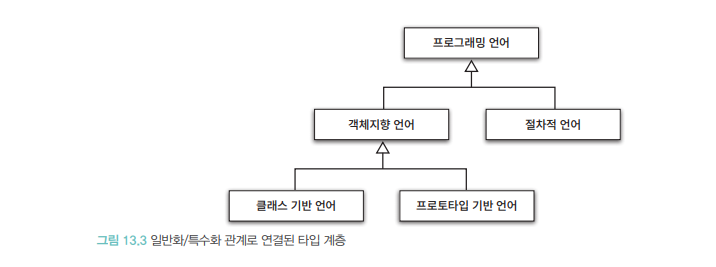 프로그래밍 언어
객체지향 언어
절차적 언어
클래스 기반 언어
프로토타입 기반 언어
그림 13.3 일반화/특수화 관계로 연결된 타입 계층